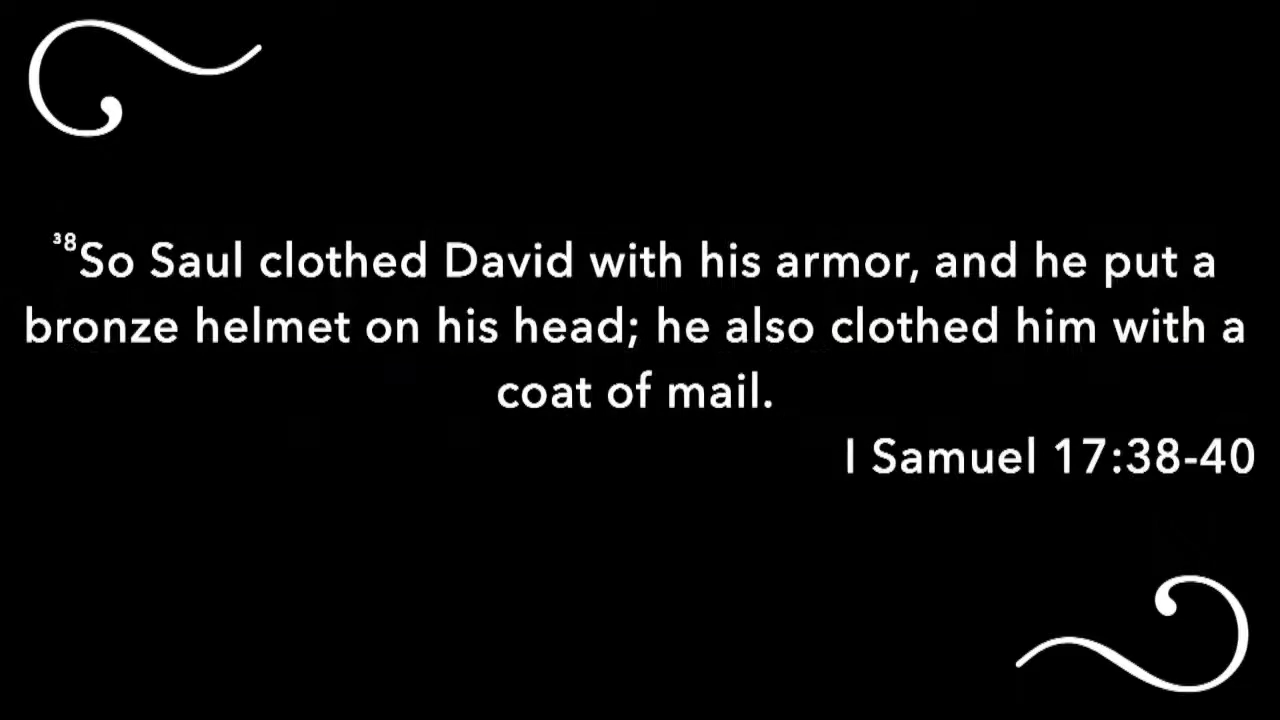 ³⁸So Saul clothed David with his armor, and he put a
bronze helmet on his head; he also clothed him with a
coat of mail.
I Samuel 17:38-40